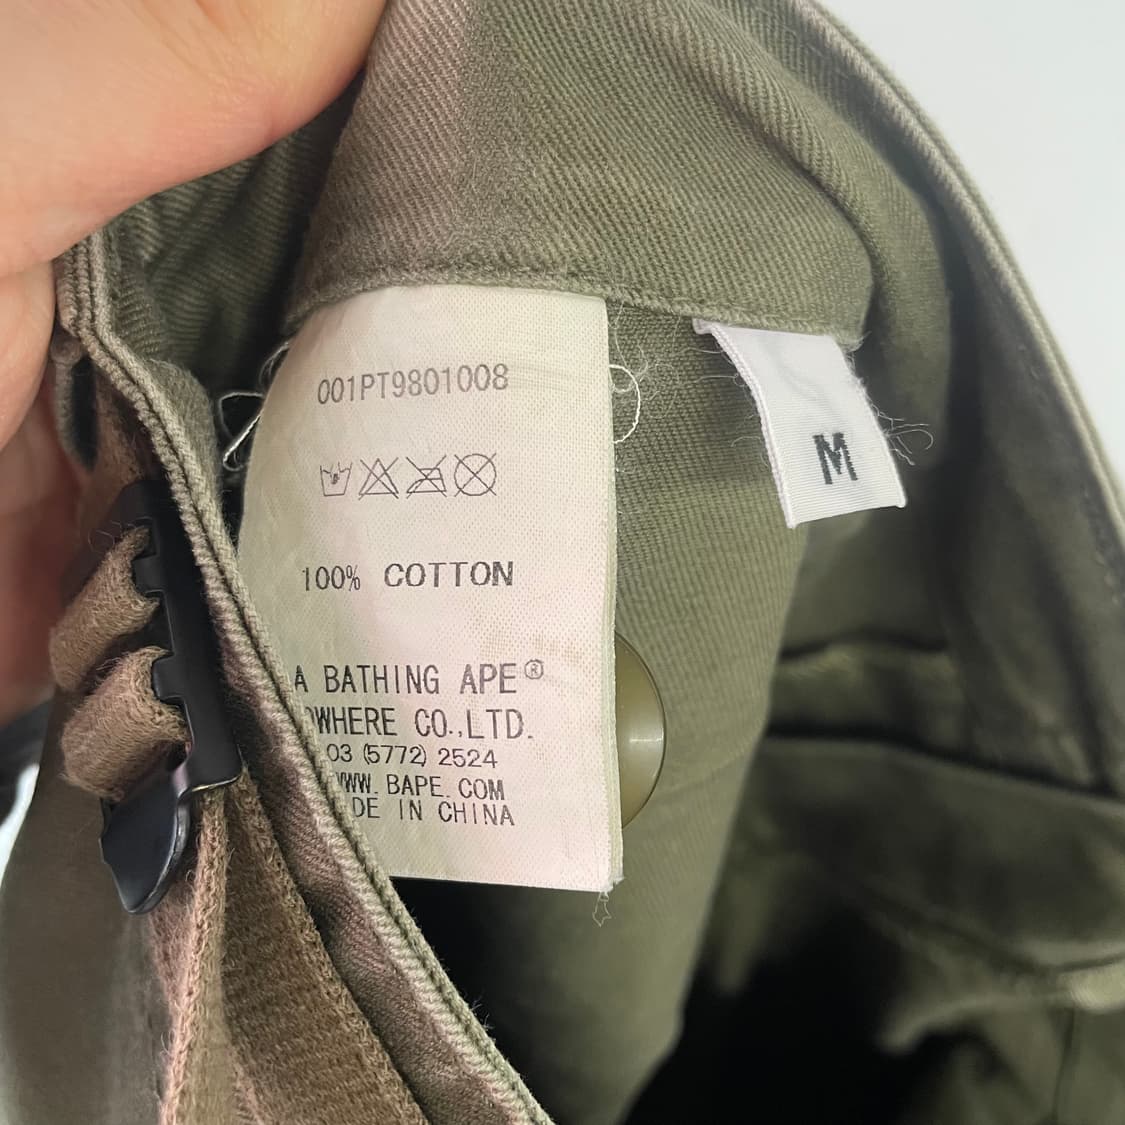 001PT9801008
M
100% COTTON
A BATHING APE®
OWHERE CO.,LTD.
03 (5772) 2524
WWW.BAPE.COM
DE IN CHINA